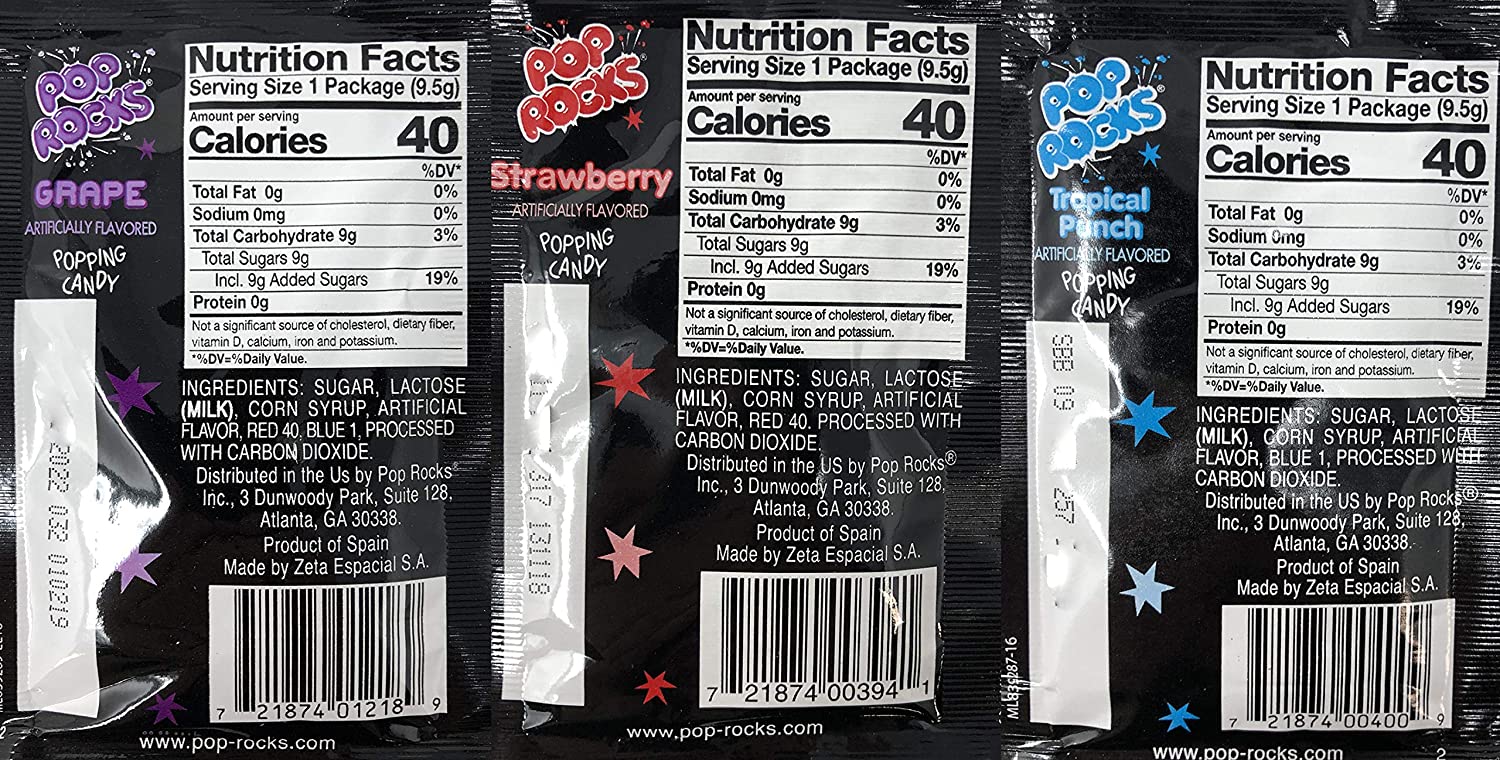 POP
ROCKS®
GRAPE
ARTIFICIALLY FLAVORED
POPPING
CANDY
Nutrition Facts
Serving Size 1 Package (9.5g)
Amount per serving
Calories 40
%DV*
Total Fat 0g 0%
Sodium 0mg 0%
Total Carbohydrate 9g 3%
Total Sugars 9g
Incl. 9g Added Sugars 19%
Protein 0g
Not a significant source of cholesterol, dietary fiber,
vitamin D, calcium, iron and potassium.
*%DV=%Daily Value.
INGREDIENTS: SUGAR, LACTOSE
(MILK), CORN SYRUP, ARTIFICIAL
FLAVOR, RED 40, BLUE 1, PROCESSED
WITH CARBON DIOXIDE.
Distributed in the US by Pop Rocks®
Inc., 3 Dunwoody Park, Suite 128,
Atlanta, GA 30338.
Product of Spain
Made by Zeta Espacial S.A.
7 21874 01218 9
www.pop-rocks.com
POP
ROCKS®
Strawberry
ARTIFICIALLY FLAVORED
POPPING
CANDY
Nutrition Facts
Serving Size 1 Package (9.5g)
Amount per serving
Calories 40
%DV*
Total Fat 0g 0%
Sodium 0mg 0%
Total Carbohydrate 9g 3%
Total Sugars 9g
Incl. 9g Added Sugars 19%
Protein 0g
Not a significant source of cholesterol, dietary fiber,
vitamin D, calcium, iron and potassium.
*%DV=%Daily Value.
INGREDIENTS: SUGAR, LACTOSE
(MILK), CORN SYRUP, ARTIFICIAL
FLAVOR, RED 40. PROCESSED WITH
CARBON DIOXIDE.
Distributed in the US by Pop Rocks®
Inc., 3 Dunwoody Park, Suite 128,
Atlanta, GA 30338.
Product of Spain
Made by Zeta Espacial S.A.
7 21874 00394 1
www.pop-rocks.com
POP
ROCKS®
Tropical
Punch
ARTIFICIALLY FLAVORED
POPPING
CANDY
Nutrition Facts
Serving Size 1 Package (9.5g)
Amount per serving
Calories 40
%DV*
Total Fat 0g 0%
Sodium 0mg 0%
Total Carbohydrate 9g 3%
Total Sugars 9g
Incl. 9g Added Sugars 19%
Protein 0g
Not a significant source of cholesterol, dietary fiber,
vitamin D, calcium, iron and potassium.
*%DV=%Daily Value.
INGREDIENTS: SUGAR, LACTOSE
(MILK), CORN SYRUP, ARTIFICIAL
FLAVOR, BLUE 1, PROCESSED WITH
CARBON DIOXIDE.
Distributed in the US by Pop Rocks®
Inc., 3 Dunwoody Park, Suite 128,
Atlanta, GA 30338.
Product of Spain
Made by Zeta Espacial S.A.
7 21874 00400 9
www.pop-rocks.com
2